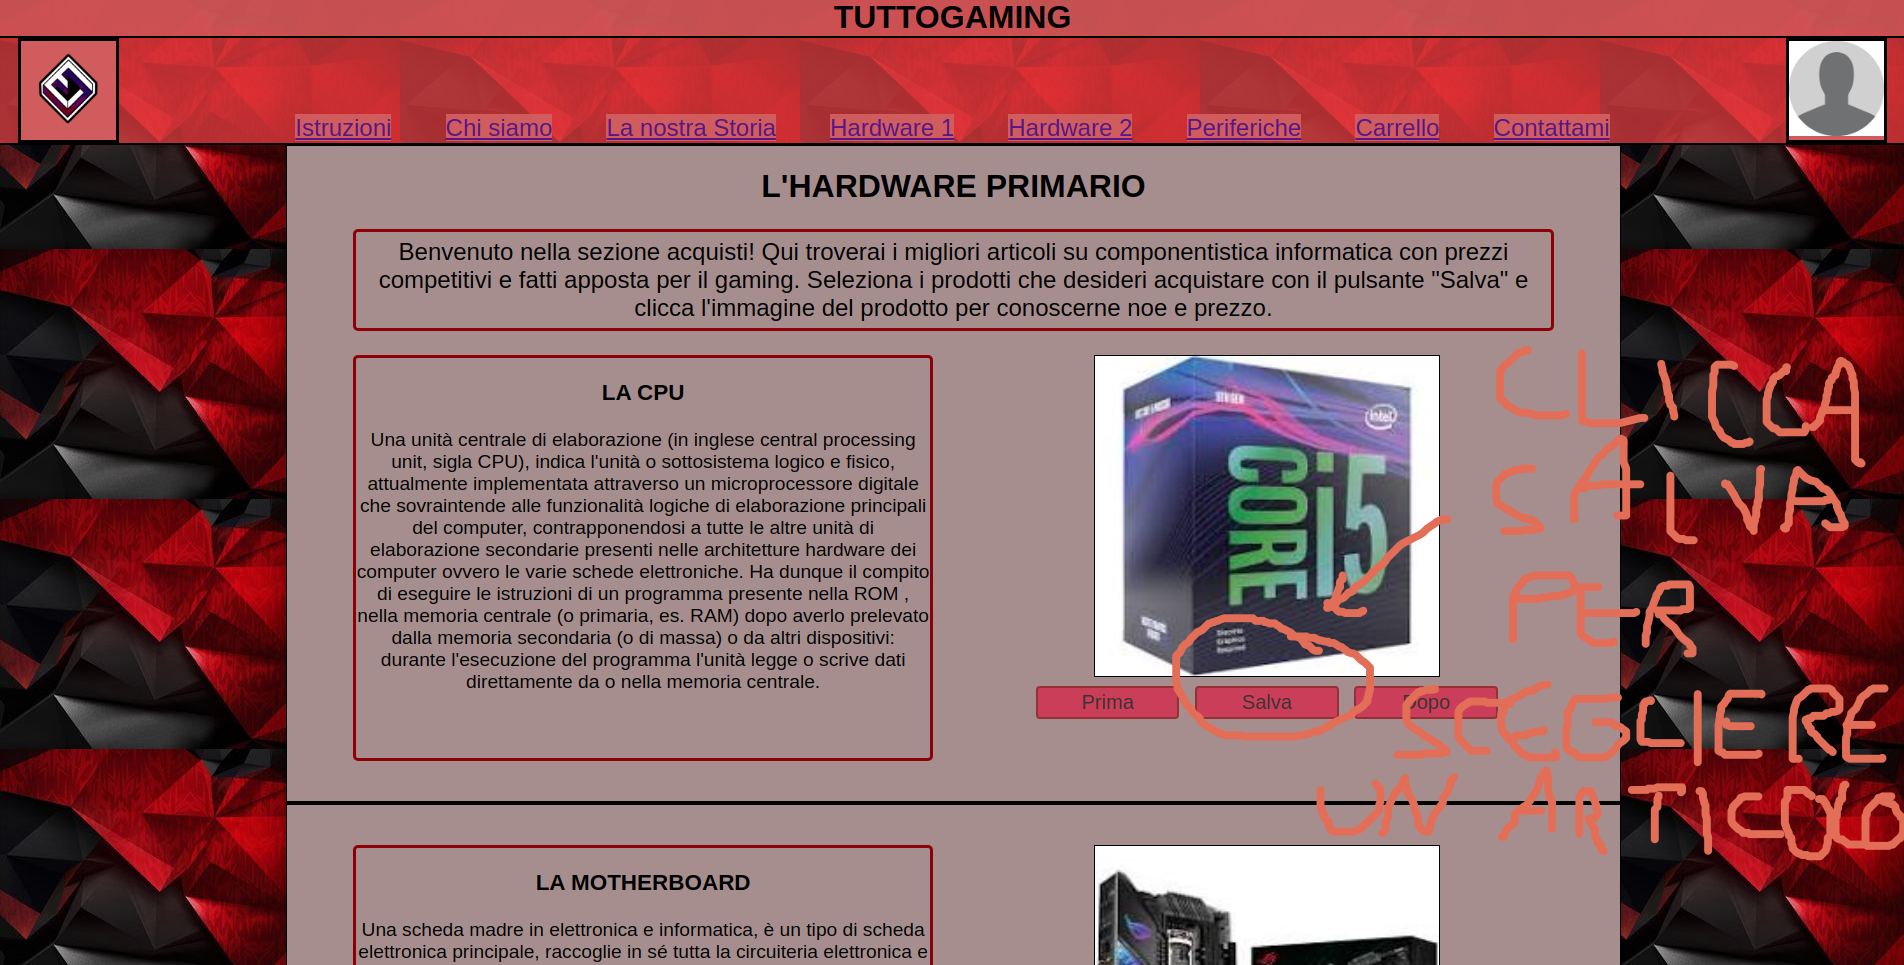 TUTTOGAMING
Istruzioni Chi siamo La nostra Storia Hardware 1 Hardware 2 Periferiche Carrello Contattami
L'HARDWARE PRIMARIO
Benvenuto nella sezione acquisti! Qui troverai i migliori articoli su componentistica informatica con prezzi
competitivi e fatti apposta per il gaming. Seleziona i prodotti che desideri acquistare con il pulsante "Salva" e
clicca l'immagine del prodotto per conoscerne noe e prezzo.
LA CPU
Una unità centrale di elaborazione (in inglese central processing
unit, sigla CPU), indica l'unità o sottosistema logico e fisico,
attualmente implementata attraverso un microprocessore digitale
che sovraintende alle funzionalità logiche di elaborazione principali
del computer, contrapponendosi a tutte le altre unità di
elaborazione secondarie presenti nelle architetture hardware dei
computer ovvero le varie schede elettroniche. Ha dunque il compito
di eseguire le istruzioni di un programma presente nella ROM ,
nella memoria centrale (o primaria, es. RAM) dopo averlo prelevato
dalla memoria secondaria (o di massa) o da altri dispositivi:
durante l'esecuzione del programma l'unità legge o scrive dati
direttamente da o nella memoria centrale.
intel
CORE i5
Prima Salva Dopo
CLICCA
SALVA
PER
SCEGLIERE
UN ARTICOLO
LA MOTHERBOARD
Una scheda madre in elettronica e informatica, è un tipo di scheda
elettronica principale, raccoglie in sé tutta la circuiteria elettronica e